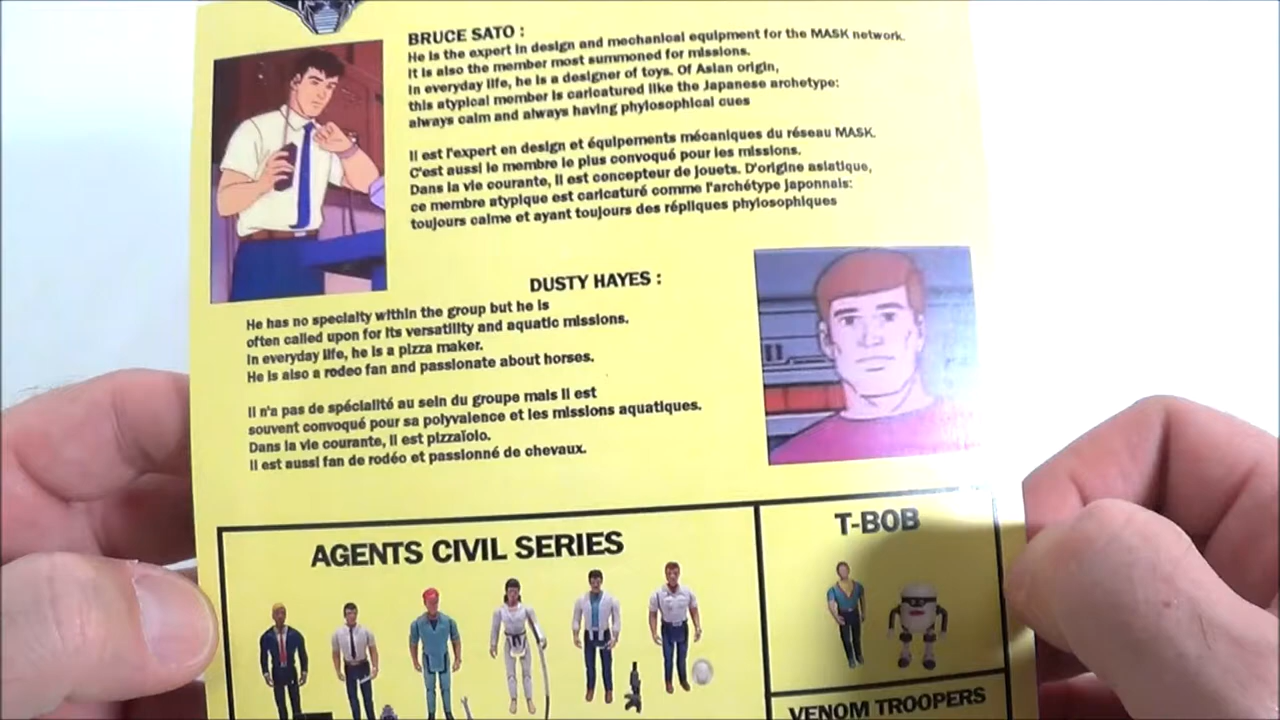 BRUCE SATO :
He is the expert in design and mechanical equipment for the MASK network.
It is also the member most summoned for missions.
In everyday life, he is a designer of toys. Of Asian origin,
this atypical member is caricatured like the Japanese archetype:
always calm and always having phylosophical cues
Il est l'expert en design et équipements mécaniques du réseau MASK.
C'est aussi le membre le plus convoqué pour les missions.
Dans la vie courante, il est concepteur de jouets. D'origine asiatique,
ce membre atypique est caricaturé comme l'archétype japonnais:
toujours calme et ayant toujours des répliques phylosophiques
DUSTY HAYES :
He has no specialty within the group but he is
often called upon for its versatility and aquatic missions.
In everyday life, he is a pizza maker.
He is also a rodeo fan and passionate about horses.
Il n'a pas de spécialité au sein du groupe mais il est
souvent convoqué pour sa polyvalence et les missions aquatiques.
Dans la vie courante, il est pizzaïolo.
Il est aussi fan de rodéo et passionné de chevaux.
AGENTS CIVIL SERIES
T-BOB
VENOM TROOPERS